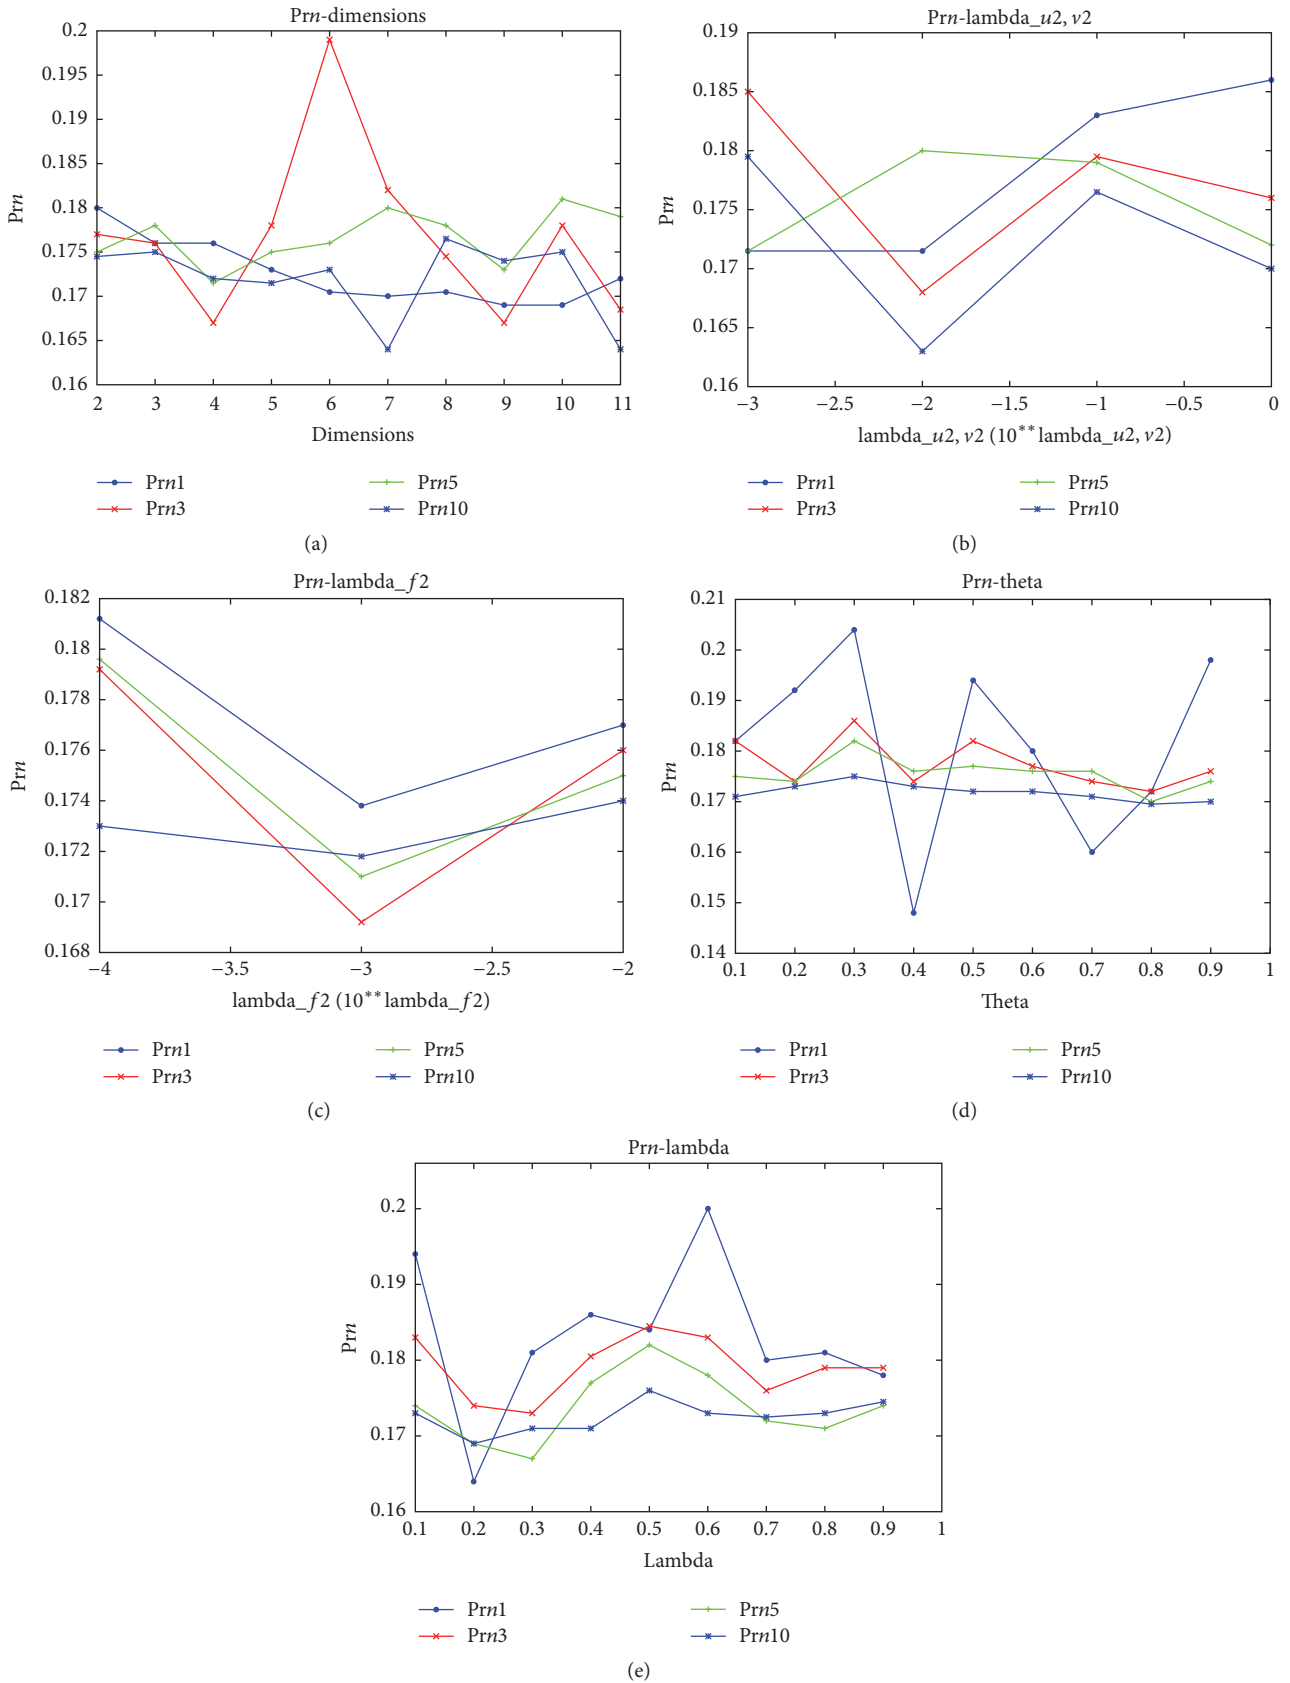 Prn-dimensions
0.2
0.195
0.19
0.185
0.18
0.175
0.17
0.165
0.16
Prn
2 3 4 5 6 7 8 9 10 11
Dimensions
Prn1 Prn5
Prn3 Prn10
(a)
Prn-lambda_u2, v2
0.19
0.185
0.18
0.175
0.17
0.165
0.16
Prn
−3 −2.5 −2 −1.5 −1 −0.5 0
lambda_u2, v2 (10**lambda_u2, v2)
Prn1 Prn5
Prn3 Prn10
(b)
Prn-lambda_f2
0.182
0.18
0.178
0.176
0.174
0.172
0.17
0.168
Prn
−4 −3.5 −3 −2.5 −2
lambda_f2 (10**lambda_f2)
Prn1 Prn5
Prn3 Prn10
(c)
Prn-theta
0.21
0.2
0.19
0.18
0.17
0.16
0.15
0.14
Prn
0.1 0.2 0.3 0.4 0.5 0.6 0.7 0.8 0.9 1
Theta
Prn1 Prn5
Prn3 Prn10
(d)
Prn-lambda
0.2
0.19
0.18
0.17
0.16
Prn
0.1 0.2 0.3 0.4 0.5 0.6 0.7 0.8 0.9 1
Lambda
Prn1 Prn5
Prn3 Prn10
(e)